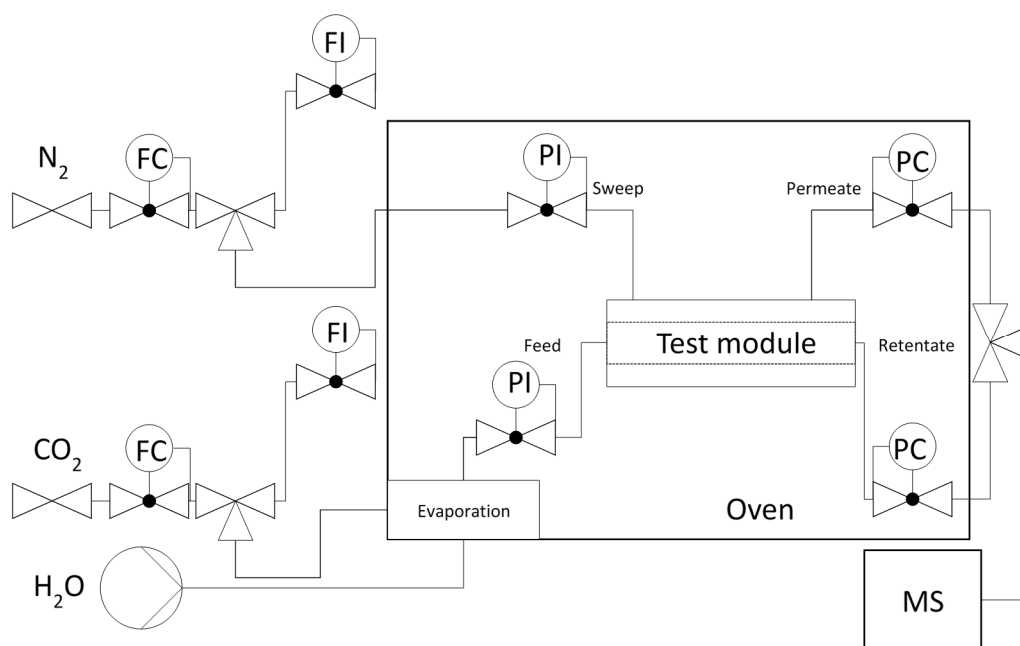 FI
N2
FC
PI
Sweep
Permeate
PC
FI
Feed
Test module
Retentate
PI
CO2
FC
PC
Evaporation
Oven
H2O
MS